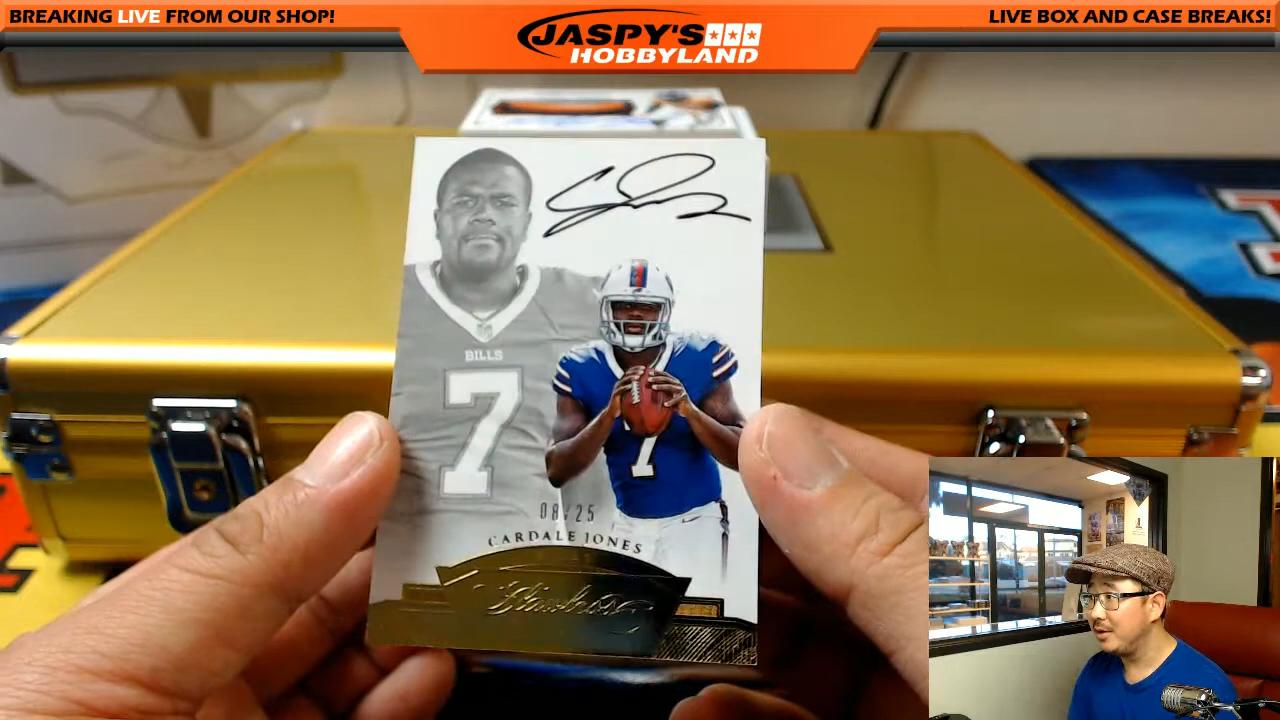 BREAKING LIVE FROM OUR SHOP!
JASPY'S
HOBBYLAND
LIVE BOX AND CASE BREAKS!
BILLS
7
7
08/25
CARDALE JONES
Flawless